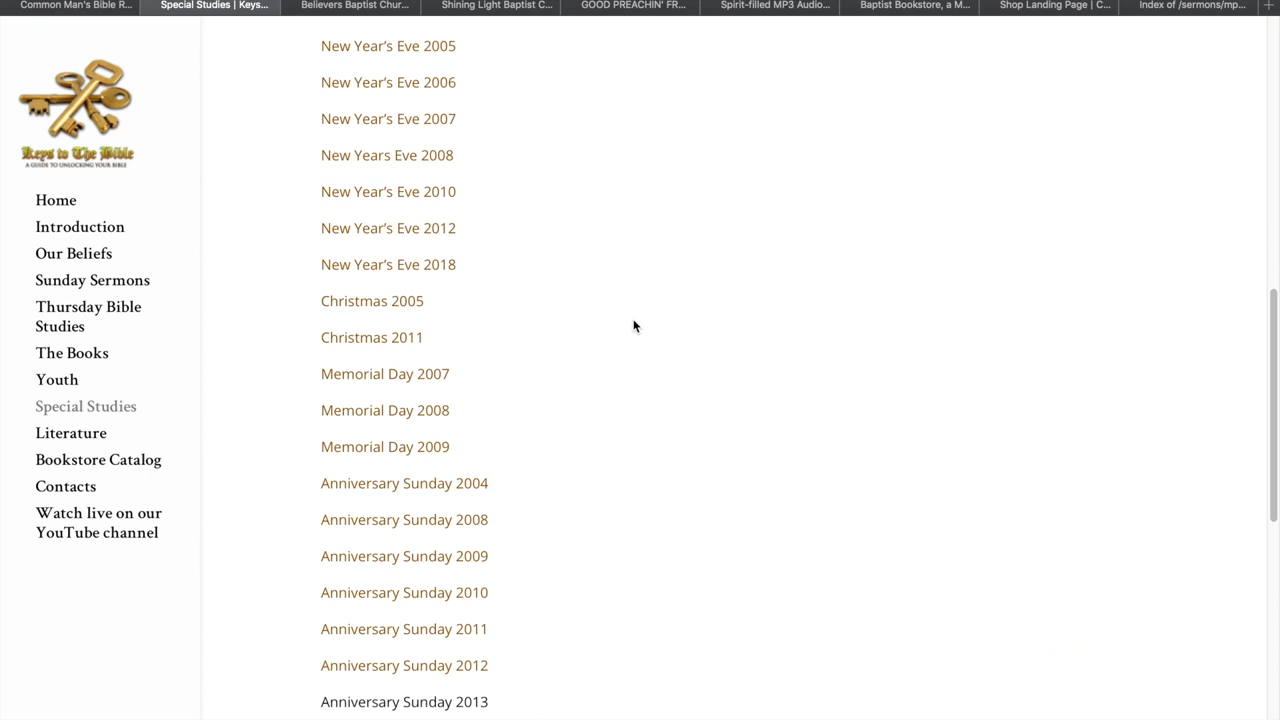 Common Man's Bible R...
Special Studies | Keys...
Believers Baptist Chur...
Shining Light Baptist C...
GOOD PREACHIN' FR...
Spirit-filled MP3 Audio...
Baptist Bookstore, a M...
Shop Landing Page | C...
Index of /sermons/mp...
Keys to The Bible
A GUIDE TO UNLOCKING YOUR BIBLE
Home
Introduction
Our Beliefs
Sunday Sermons
Thursday Bible
Studies
The Books
Youth
Special Studies
Literature
Bookstore Catalog
Contacts
Watch live on our
YouTube channel
New Year’s Eve 2005
New Year’s Eve 2006
New Year’s Eve 2007
New Years Eve 2008
New Year’s Eve 2010
New Year’s Eve 2012
New Year’s Eve 2018
Christmas 2005
Christmas 2011
Memorial Day 2007
Memorial Day 2008
Memorial Day 2009
Anniversary Sunday 2004
Anniversary Sunday 2008
Anniversary Sunday 2009
Anniversary Sunday 2010
Anniversary Sunday 2011
Anniversary Sunday 2012
Anniversary Sunday 2013